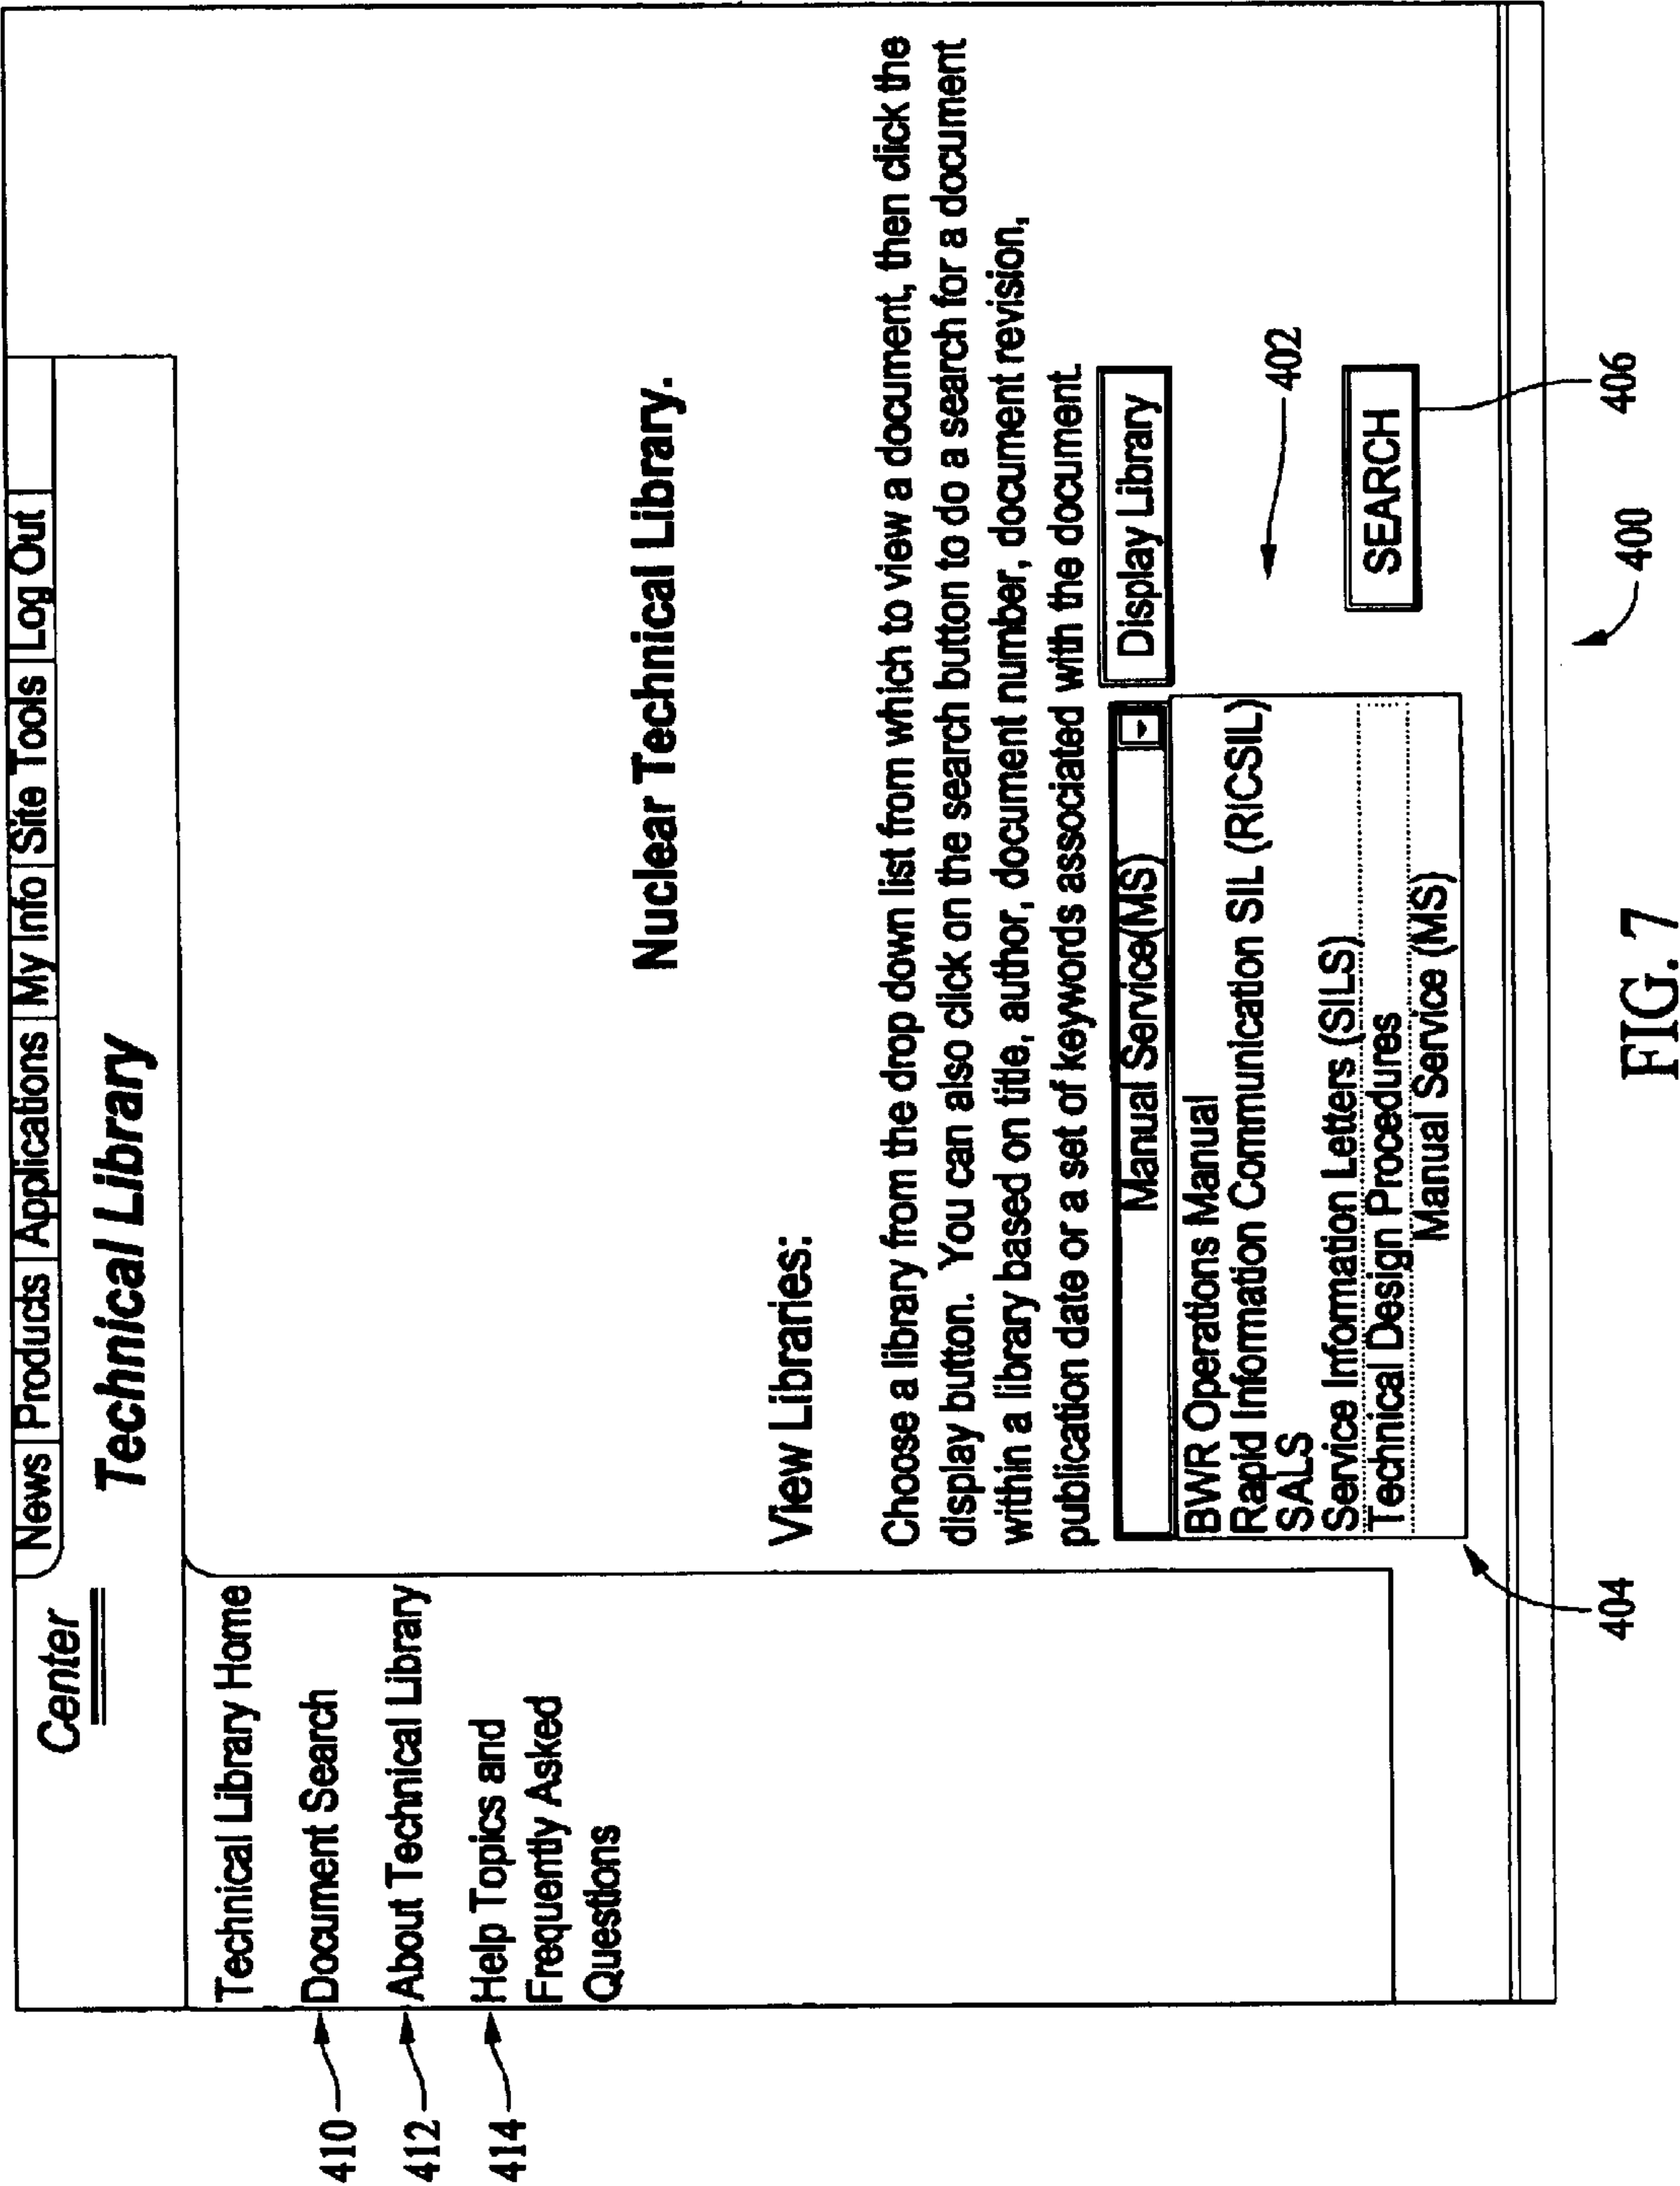 Center
News Products Applications My Info Site Tools Log Out
Technical Library
Technical Library Home
410 Document Search
412 About Technical Library
414 Help Topics and
Frequently Asked
Questions
Nuclear Technical Library.
View Libraries:
Choose a library from the drop down list from which to view a document, then click the
display button. You can also click on the search button to do a search for a document
within a library based on title, author, document number, document revision,
publication date or a set of keywords associated with the document.
Manual Service(MS) Display Library
BWR Operations Manual
Rapid Information Communication SIL (RICSIL)
SALS
Service Information Letters (SILS)
Technical Design Procedures
Manual Service (MS)
402
SEARCH
404
406
400
FIG. 7